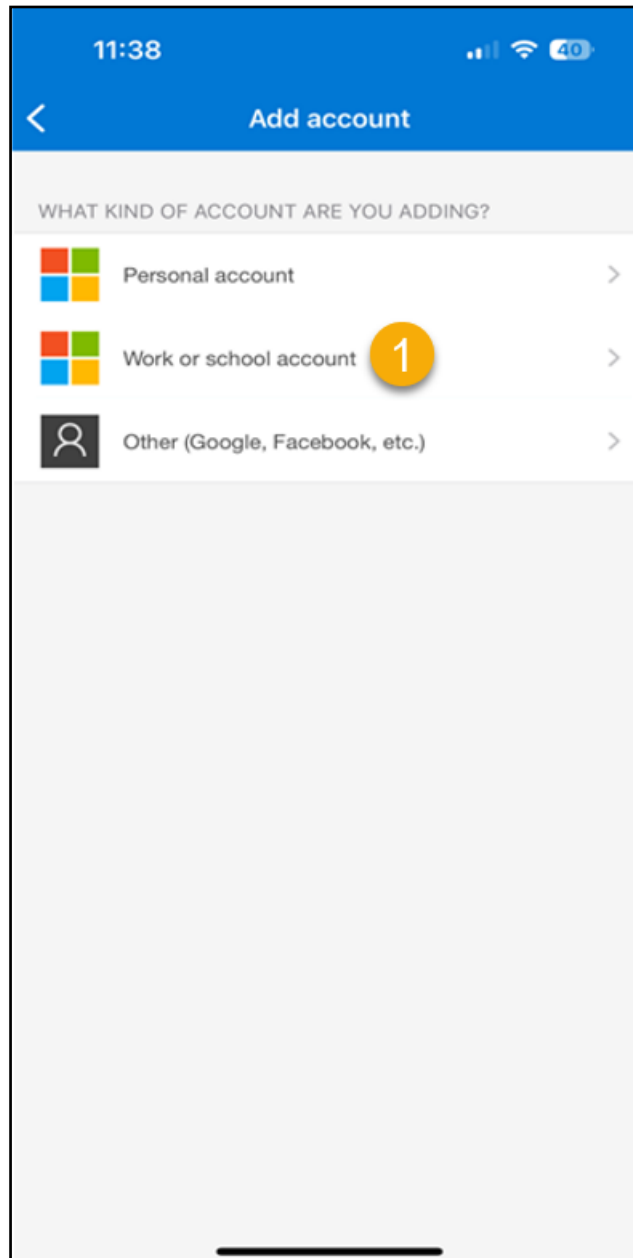 11:38
40
Add account
WHAT KIND OF ACCOUNT ARE YOU ADDING?
Personal account
Work or school account
1
Other (Google, Facebook, etc.)